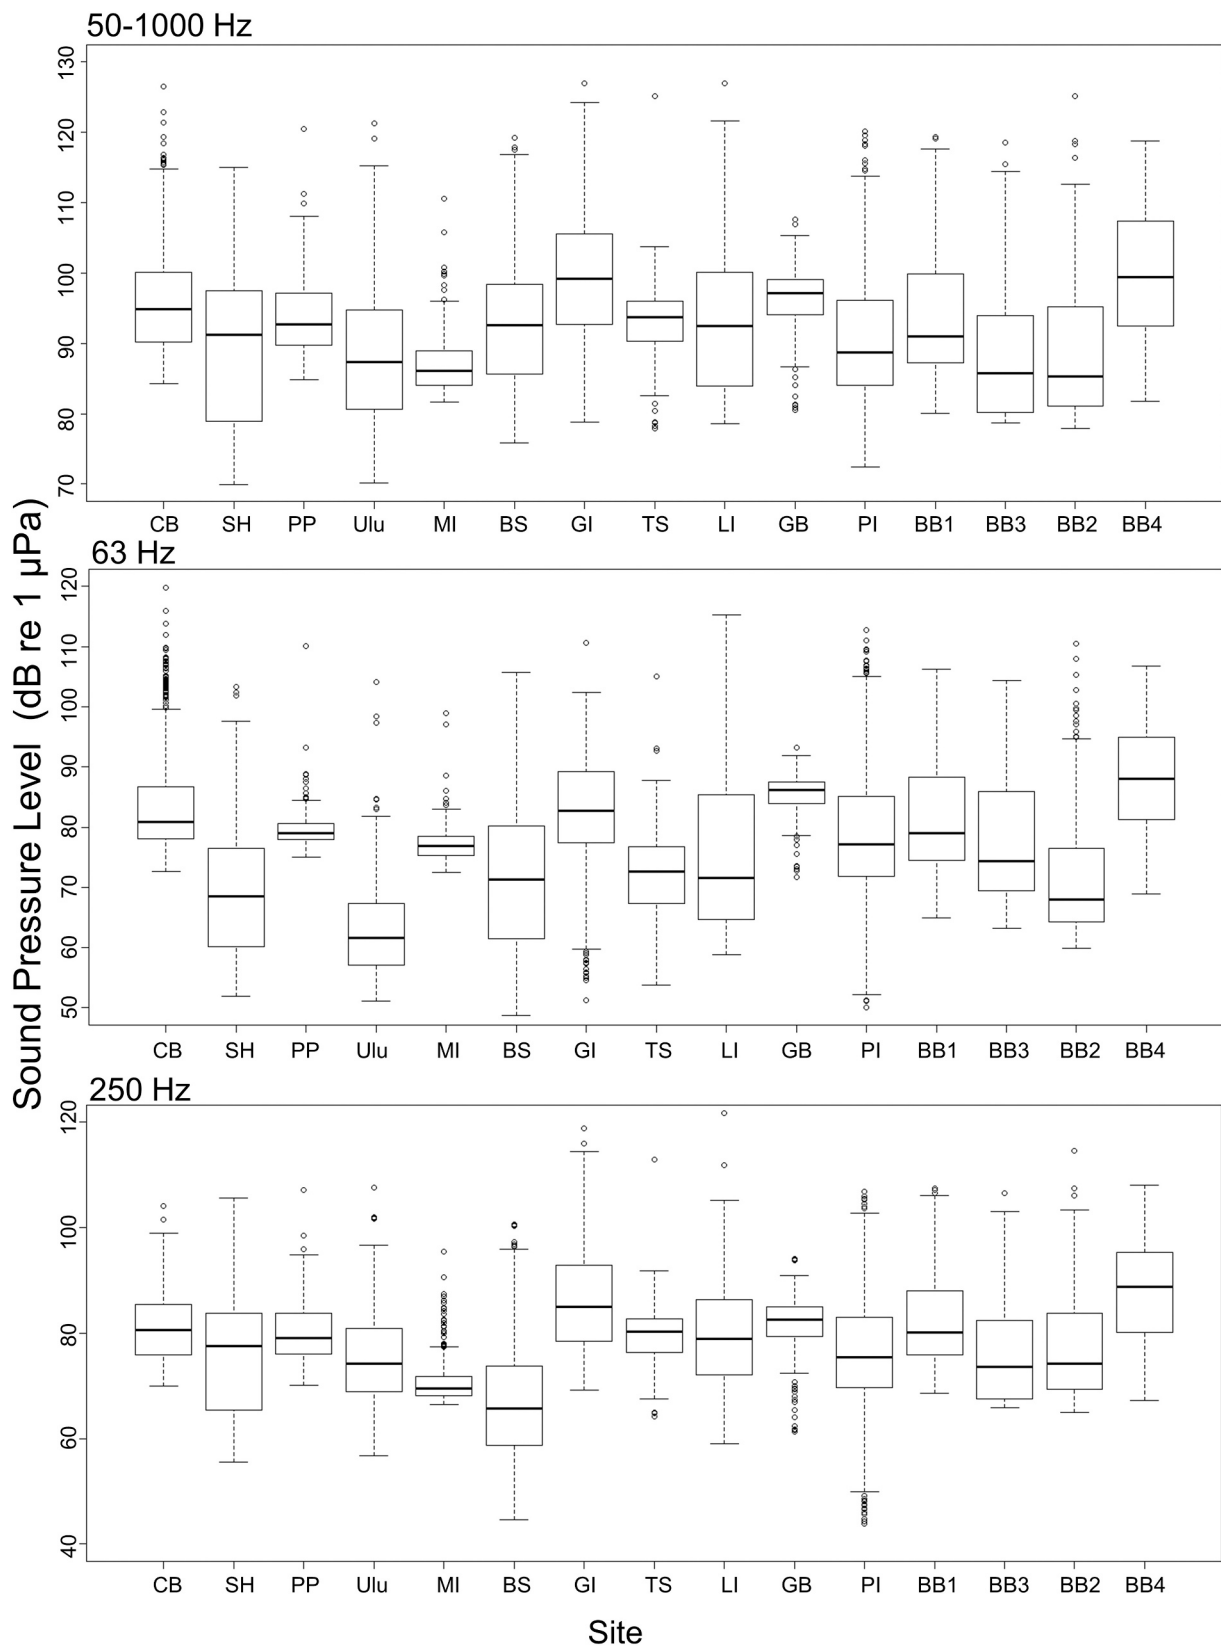 50-1000 Hz
130
120
110
100
90
80
70
CB SH PP Ulu MI BS GI TS LI GB PI BB1 BB3 BB2 BB4
63 Hz
120
110
100
90
80
70
60
50
CB SH PP Ulu MI BS GI TS LI GB PI BB1 BB3 BB2 BB4
250 Hz
120
100
80
60
40
CB SH PP Ulu MI BS GI TS LI GB PI BB1 BB3 BB2 BB4
Sound Pressure Level (dB re 1 µPa)
Site